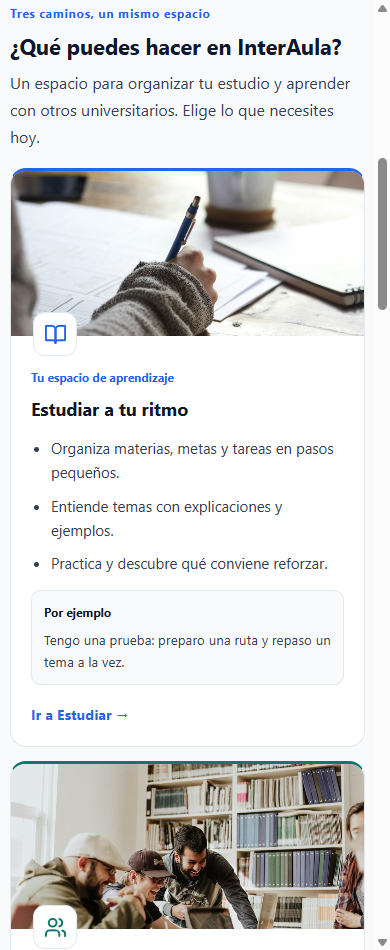 Tres caminos, un mismo espacio
¿Qué puedes hacer en InterAula?
Un espacio para organizar tu estudio y aprender
con otros universitarios. Elige lo que necesites
hoy.
Tu espacio de aprendizaje
Estudiar a tu ritmo
• Organiza materias, metas y tareas en pasos
pequeños.
• Entiende temas con explicaciones y
ejemplos.
• Practica y descubre qué conviene reforzar.
Por ejemplo
Tengo una prueba: preparo una ruta y repaso un
tema a la vez.
Ir a Estudiar →